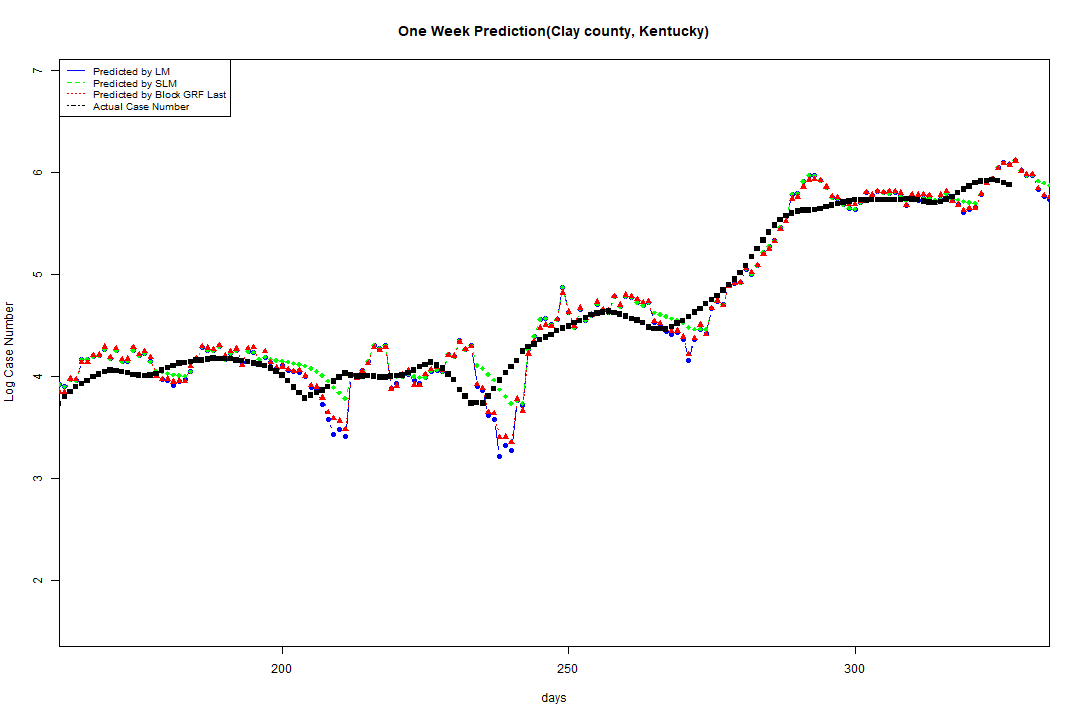 One Week Prediction(Clay county, Kentucky)
Predicted by LM
Predicted by SLM
Predicted by Block GRF Last
Actual Case Number
7
6
5
4
3
2
Log Case Number
200
250
300
days